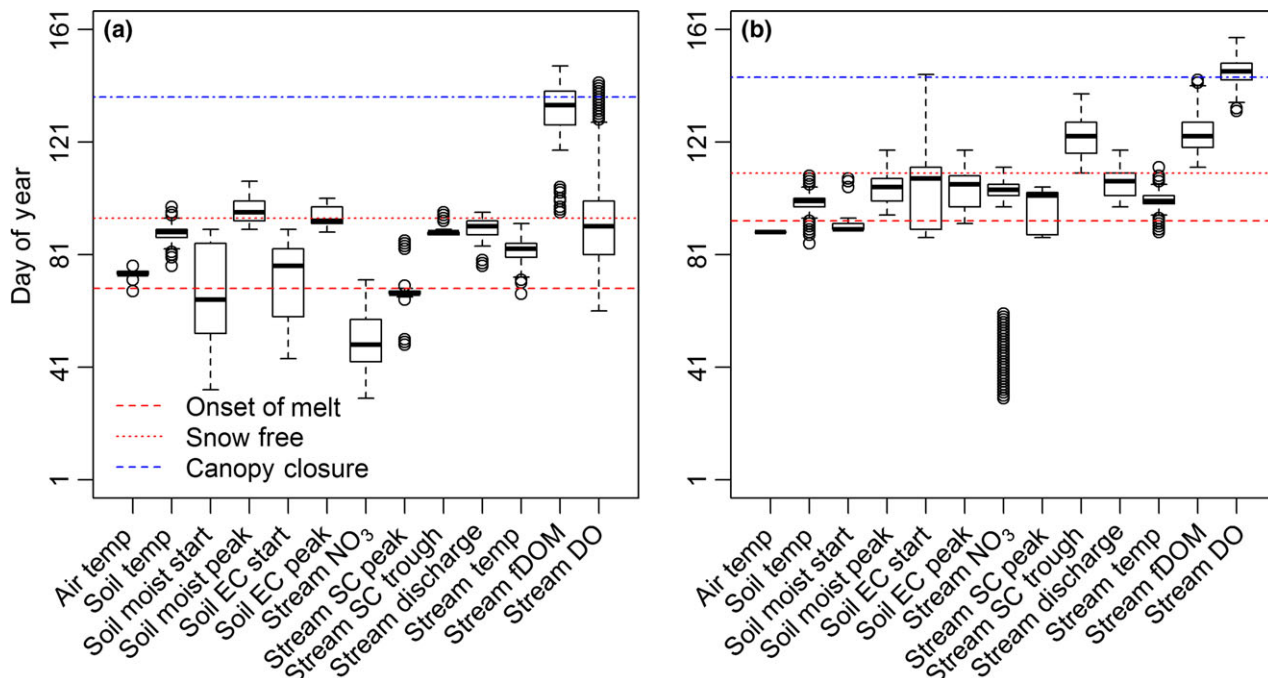 (a)
Day of year
161
121
81
41
1
Onset of melt
Snow free
Canopy closure
Air temp
Soil temp
Soil moist start
Soil moist peak
Soil EC start
Soil EC peak
Stream NO₃
Stream SC peak
Stream SC trough
Stream discharge
Stream temp
Stream fDOM
Stream DO
(b)
161
121
81
41
1
Air temp
Soil temp
Soil moist start
Soil moist peak
Soil EC start
Soil EC peak
Stream NO₃
Stream SC peak
Stream SC trough
Stream discharge
Stream temp
Stream fDOM
Stream DO